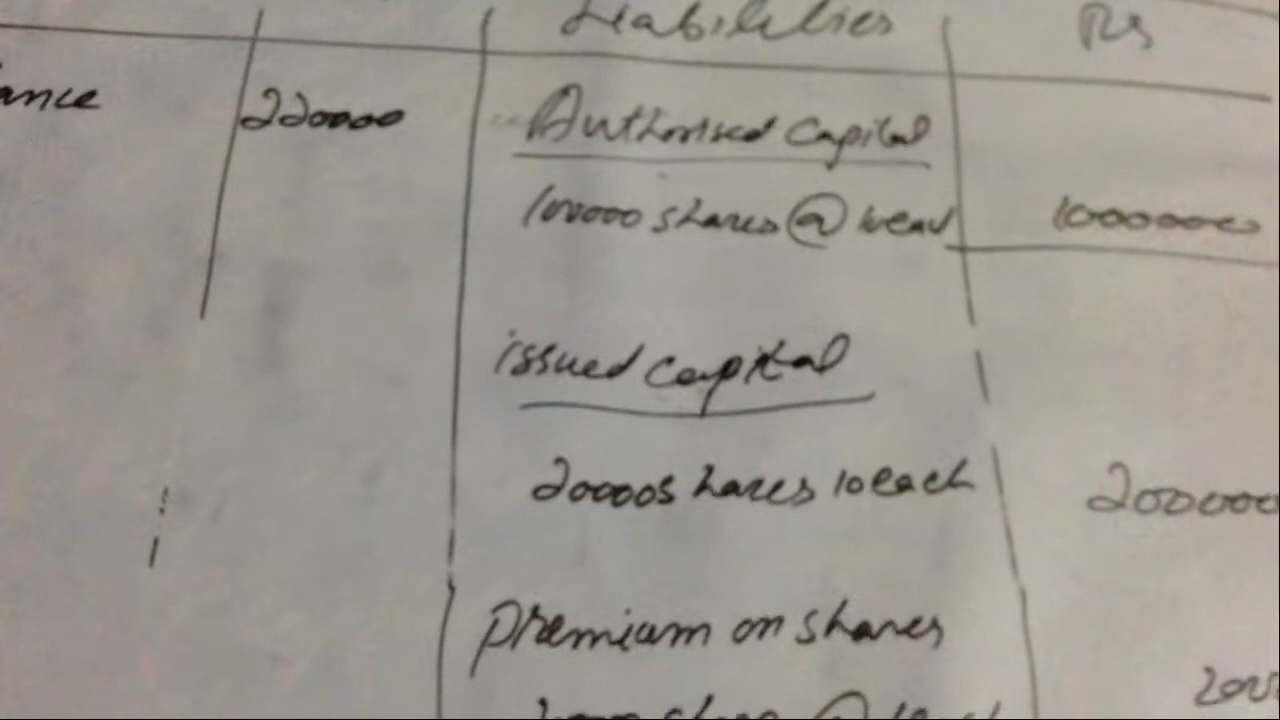 Liabilities Rs
ance 220000 Authorised Capital
100000 shares @ 10 each 1000000
issued capital
20000 shares 10 each 200000
premium on shares